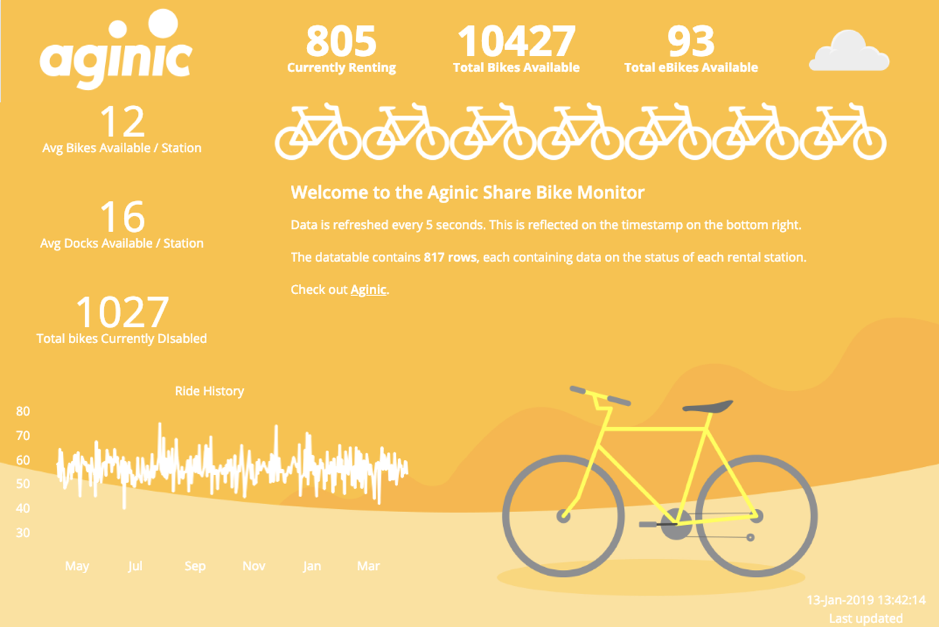 aginic
805
Currently Renting
10427
Total Bikes Available
93
Total eBikes Available
12
Avg Bikes Available / Station
16
Avg Docks Available / Station
1027
Total bikes Currently DIsabled
Welcome to the Aginic Share Bike Monitor
Data is refreshed every 5 seconds. This is reflected on the timestamp on the bottom right.
The datatable contains 817 rows, each containing data on the status of each rental station.
Check out Aginic.
Ride History
80
70
60
50
40
30
May Jul Sep Nov Jan Mar
13-Jan-2019 13:42:14
Last updated